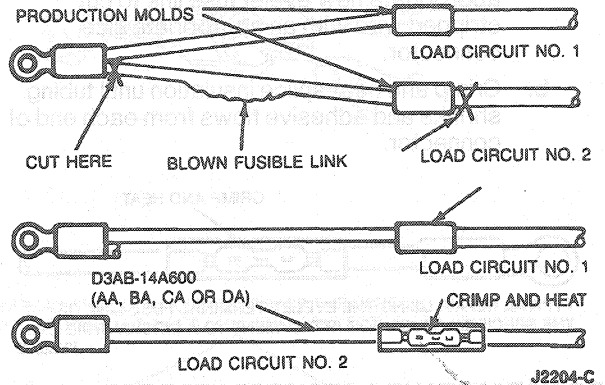 PRODUCTION MOLDS
LOAD CIRCUIT NO. 1
CUT HERE
BLOWN FUSIBLE LINK
LOAD CIRCUIT NO. 2
LOAD CIRCUIT NO. 1
D3AB-14A600
(AA, BA, CA OR DA)
CRIMP AND HEAT
LOAD CIRCUIT NO. 2
J2204-C